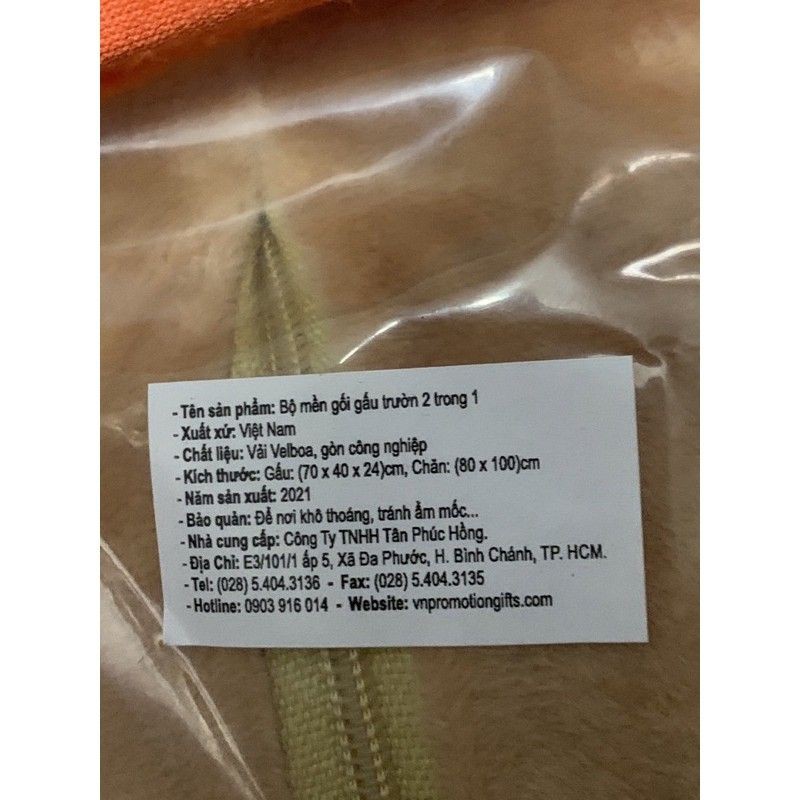 - Tên sản phẩm: Bộ mền gối gấu trườn 2 trong 1
- Xuất xứ: Việt Nam
- Chất liệu: Vải Velboa, gòn công nghiệp
- Kích thước: Gấu: (70 x 40 x 24)cm, Chăn: (80 x 100)cm
- Năm sản xuất: 2021
- Bảo quản: Để nơi khô thoáng, tránh ẩm mốc...
- Nhà cung cấp: Công Ty TNHH Tân Phúc Hồng.
- Địa Chỉ: E3/101/1 ấp 5, Xã Đa Phước, H. Bình Chánh, TP. HCM.
- Tel: (028) 5.404.3136 - Fax: (028) 5.404.3135
- Hotline: 0903 916 014 - Website: vnpromotiongifts.com